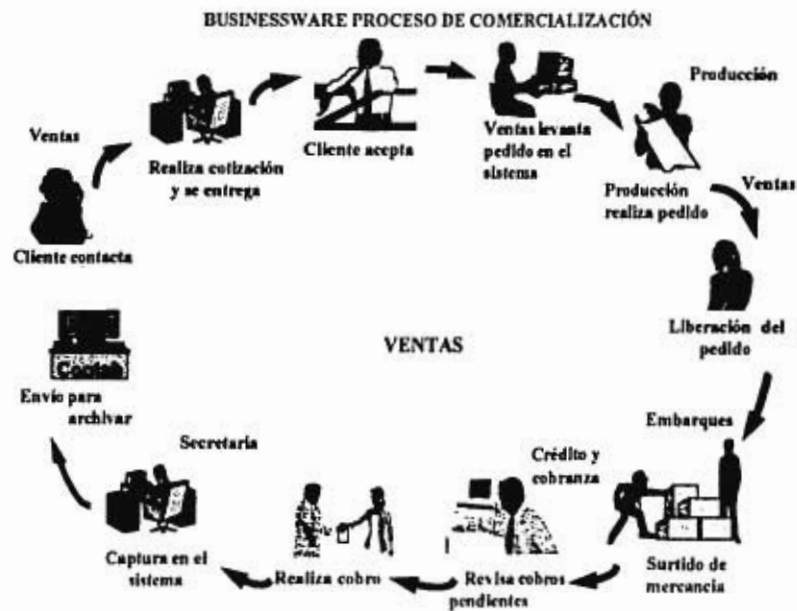 BUSINESSWARE PROCESO DE COMERCIALIZACIÓN
Ventas
Cliente contacta
Realiza cotización
y se entrega
Cliente acepta
Ventas levanta
pedido en el
sistema
Producción
Producción
realiza pedido
Ventas
Liberación del
pedido
VENTAS
Embarques
Surtido de
mercancia
Crédito y
cobranza
Revisa cobros
pendientes
Realiza cobro
Secretaria
Captura en el
sistema
Contab
Envío para
archivar